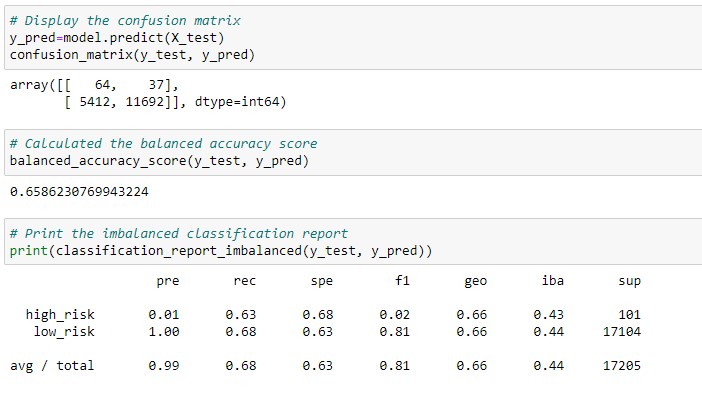 # Display the confusion matrix
y_pred=model.predict(X_test)
confusion_matrix(y_test, y_pred)
array([[   64,    37],
       [ 5412, 11692]], dtype=int64)
# Calculated the balanced accuracy score
balanced_accuracy_score(y_test, y_pred)
0.6586230769943224
# Print the imbalanced classification report
print(classification_report_imbalanced(y_test, y_pred))
                   pre       rec       spe        f1       geo       iba       sup
  high_risk       0.01      0.63      0.68      0.02      0.66      0.43       101
   low_risk       1.00      0.68      0.63      0.81      0.66      0.44     17104
avg / total       0.99      0.68      0.63      0.81      0.66      0.44     17205